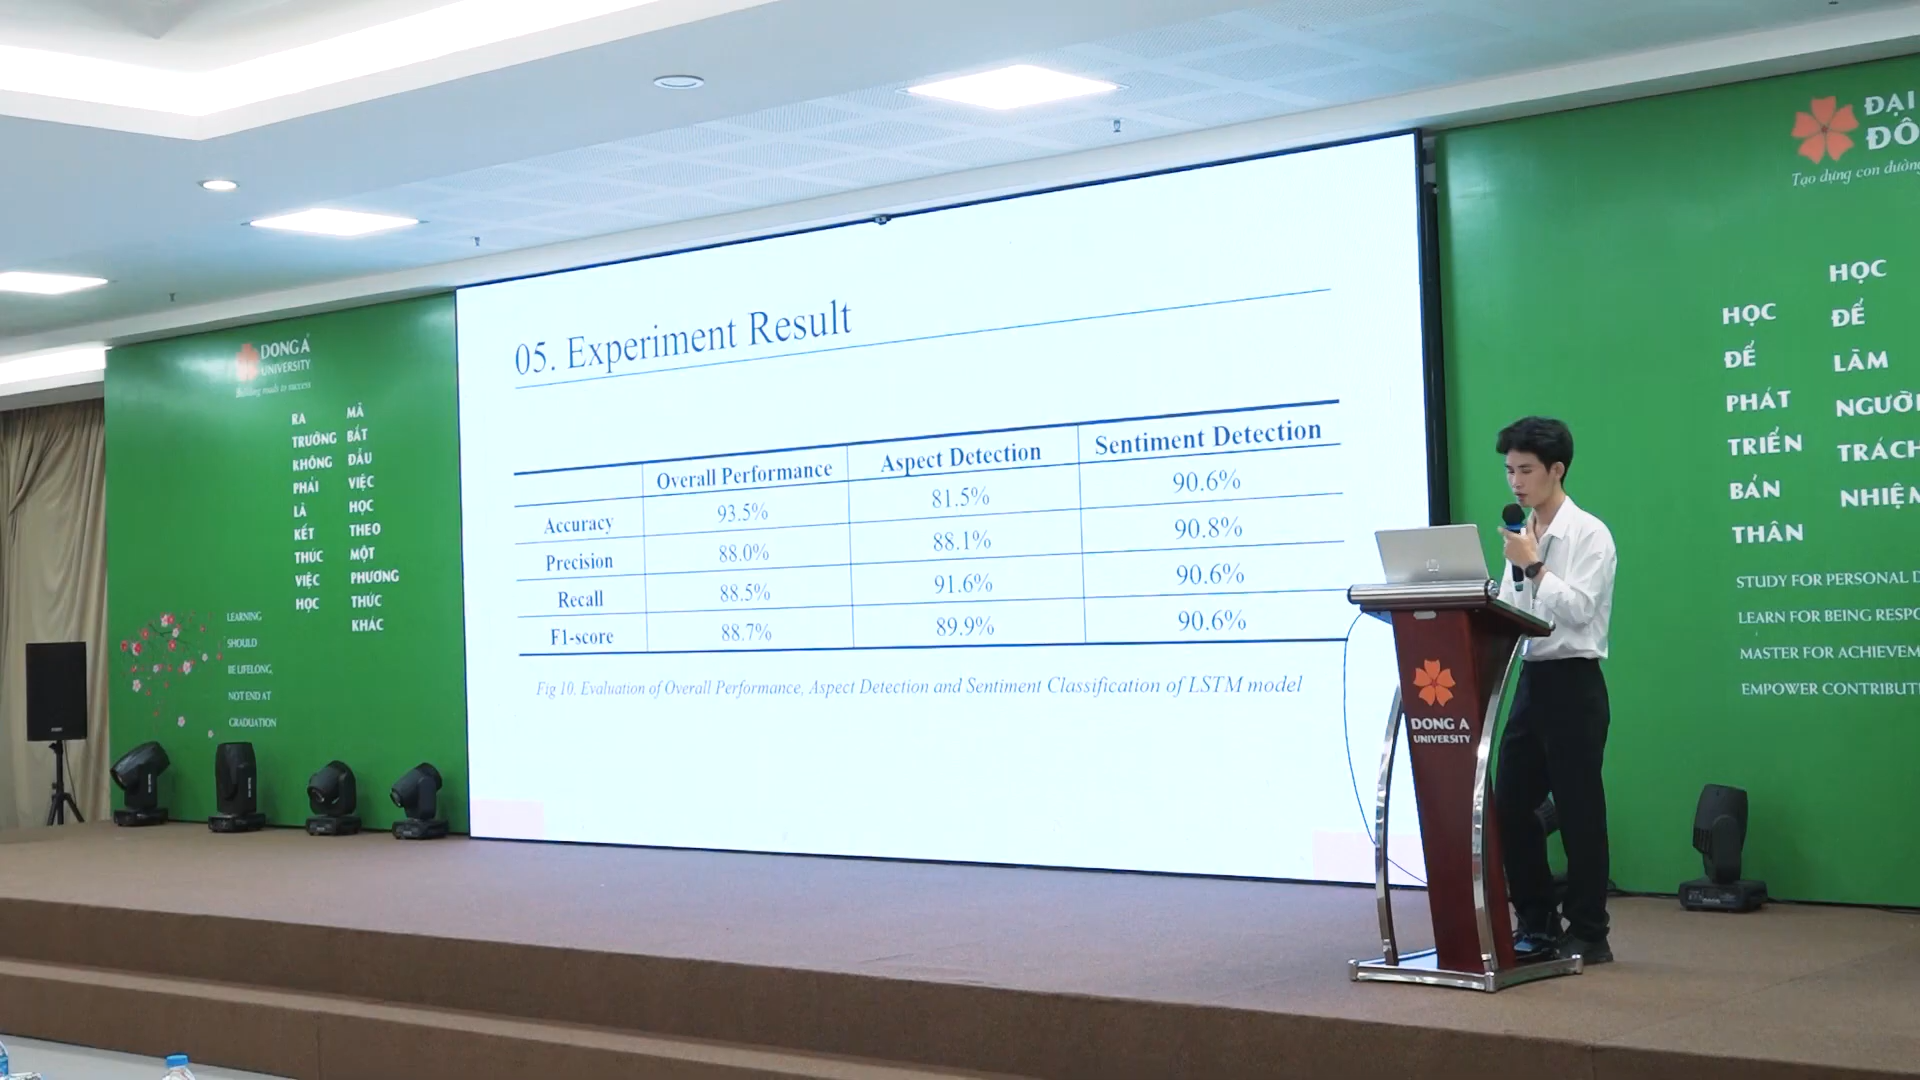 DONG A
UNIVERSITY
Building roads to success
RA
TRƯỜNG
KHÔNG
PHẢI
LÀ
KẾT
THÚC
VIỆC
HỌC
MÀ
BẮT
ĐẦU
VIỆC
HỌC
THEO
MỘT
PHƯƠNG
THỨC
KHÁC
LEARNING
SHOULD
BE LIFELONG,
NOT END AT
GRADUATION
05. Experiment Result
Overall Performance Aspect Detection Sentiment Detection
Accuracy 93.5% 81.5% 90.6%
Precision 88.0% 88.1% 90.8%
Recall 88.5% 91.6% 90.6%
F1-score 88.7% 89.9% 90.6%
Fig 10. Evaluation of Overall Performance, Aspect Detection and Sentiment Classification of LSTM model
DONG A
UNIVERSITY
ĐẠI
ĐÔ
Tạo dựng con đường
HỌC
ĐỂ
PHÁT
TRIỂN
BẢN
THÂN
HỌC
ĐỂ
LÀM
NGƯỜI
TRÁCH
NHIỆM
STUDY FOR PERSONAL D
LEARN FOR BEING RESPO
MASTER FOR ACHIEVEM
EMPOWER CONTRIBUTI